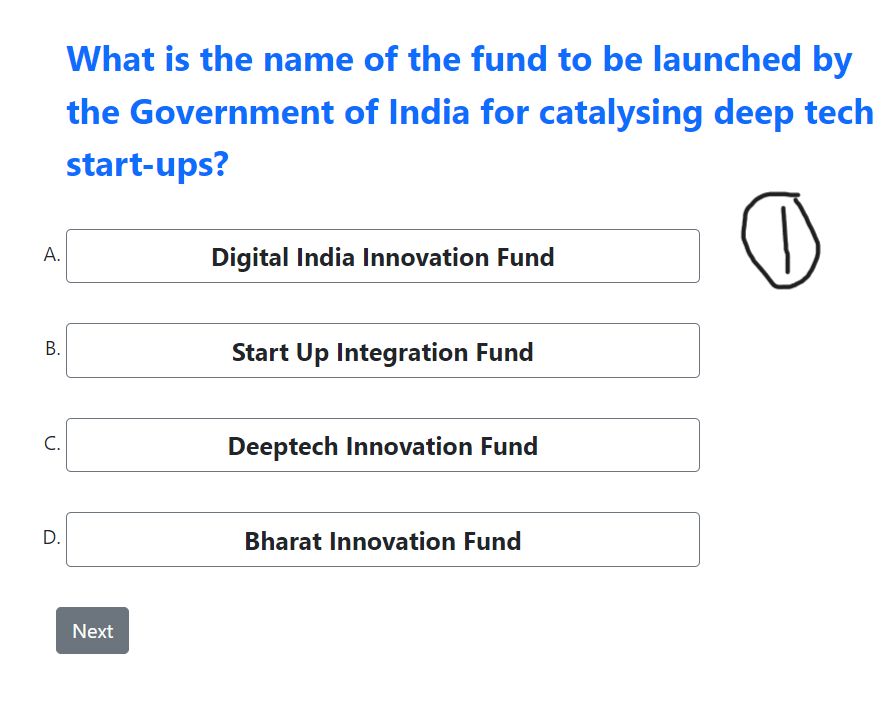 What is the name of the fund to be launched by
the Government of India for catalysing deep tech
start-ups?
1
A. Digital India Innovation Fund
B. Start Up Integration Fund
C. Deeptech Innovation Fund
D. Bharat Innovation Fund
Next